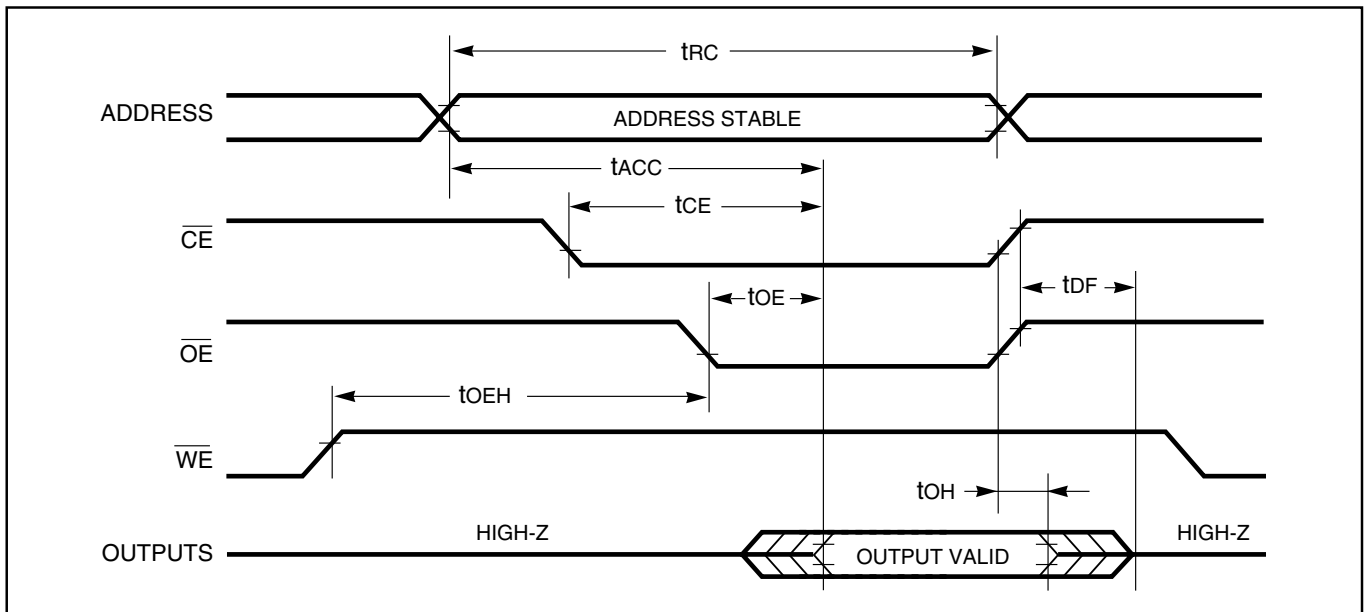 tRC
ADDRESS
ADDRESS STABLE
tACC
tCE
CE
tDF
tOE
OE
tOEH
WE
tOH
HIGH-Z
HIGH-Z
OUTPUTS
OUTPUT VALID